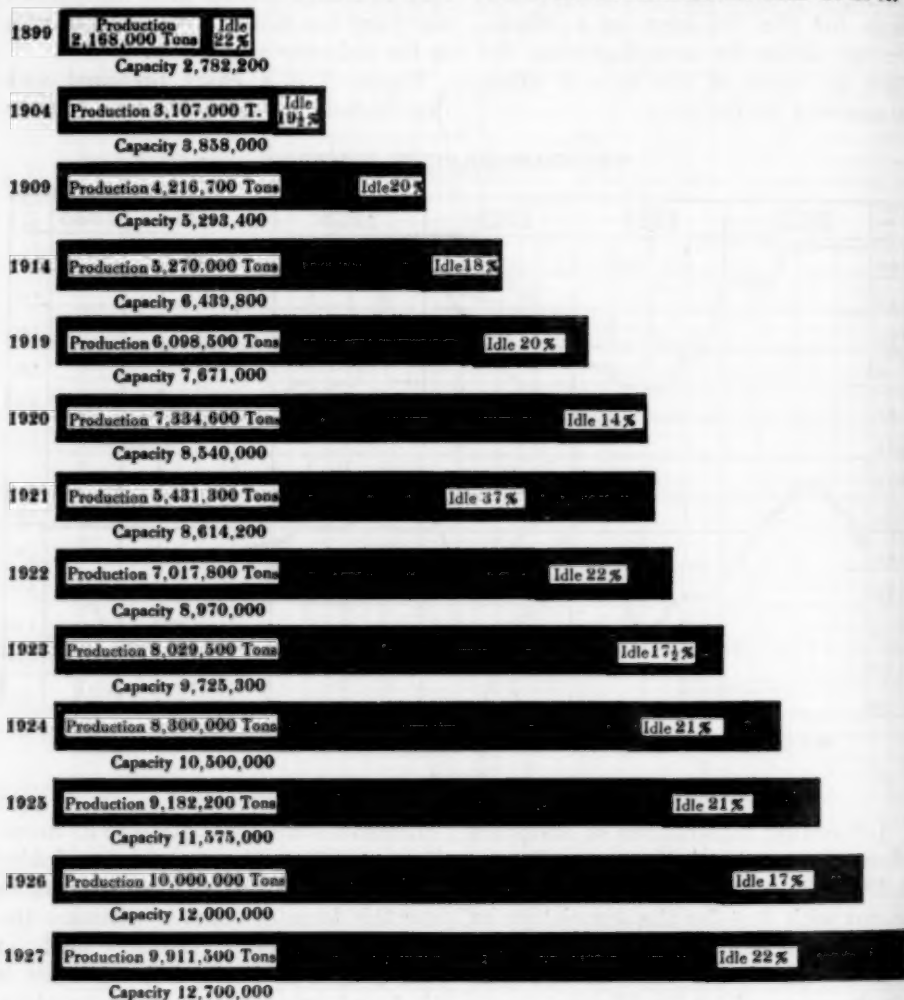 1899 Production 2,168,000 Tons Idle 22%
Capacity 2,782,200
1904 Production 3,107,000 T. Idle 19½%
Capacity 3,858,000
1909 Production 4,216,700 Tons Idle 20%
Capacity 5,293,400
1914 Production 5,270,000 Tons Idle 18%
Capacity 6,439,800
1919 Production 6,098,500 Tons Idle 20%
Capacity 7,671,000
1920 Production 7,334,600 Tons Idle 14%
Capacity 8,540,000
1921 Production 5,431,300 Tons Idle 37%
Capacity 8,614,200
1922 Production 7,017,800 Tons Idle 22%
Capacity 8,970,000
1923 Production 8,029,500 Tons Idle 17½%
Capacity 9,725,300
1924 Production 8,300,000 Tons Idle 21%
Capacity 10,500,000
1925 Production 9,182,200 Tons Idle 21%
Capacity 11,575,000
1926 Production 10,000,000 Tons Idle 17%
Capacity 12,000,000
1927 Production 9,911,500 Tons Idle 22%
Capacity 12,700,000